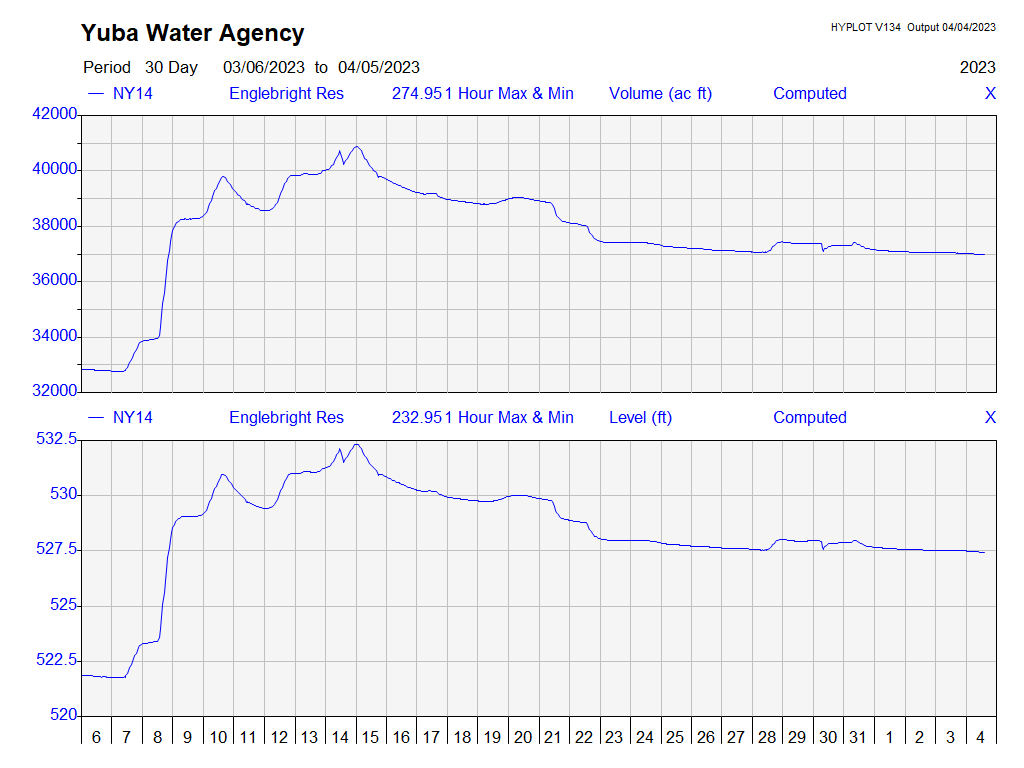 Yuba Water Agency
HYPLOT V134 Output 04/04/2023
Period 30 Day 03/06/2023 to 04/05/2023 2023
NY14 Englebright Res 274.951 Hour Max & Min Volume (ac ft) Computed X
42000
40000
38000
36000
34000
32000
NY14 Englebright Res 232.951 Hour Max & Min Level (ft) Computed X
532.5
530
527.5
525
522.5
520
6 7 8 9 10 11 12 13 14 15 16 17 18 19 20 21 22 23 24 25 26 27 28 29 30 31 1 2 3 4